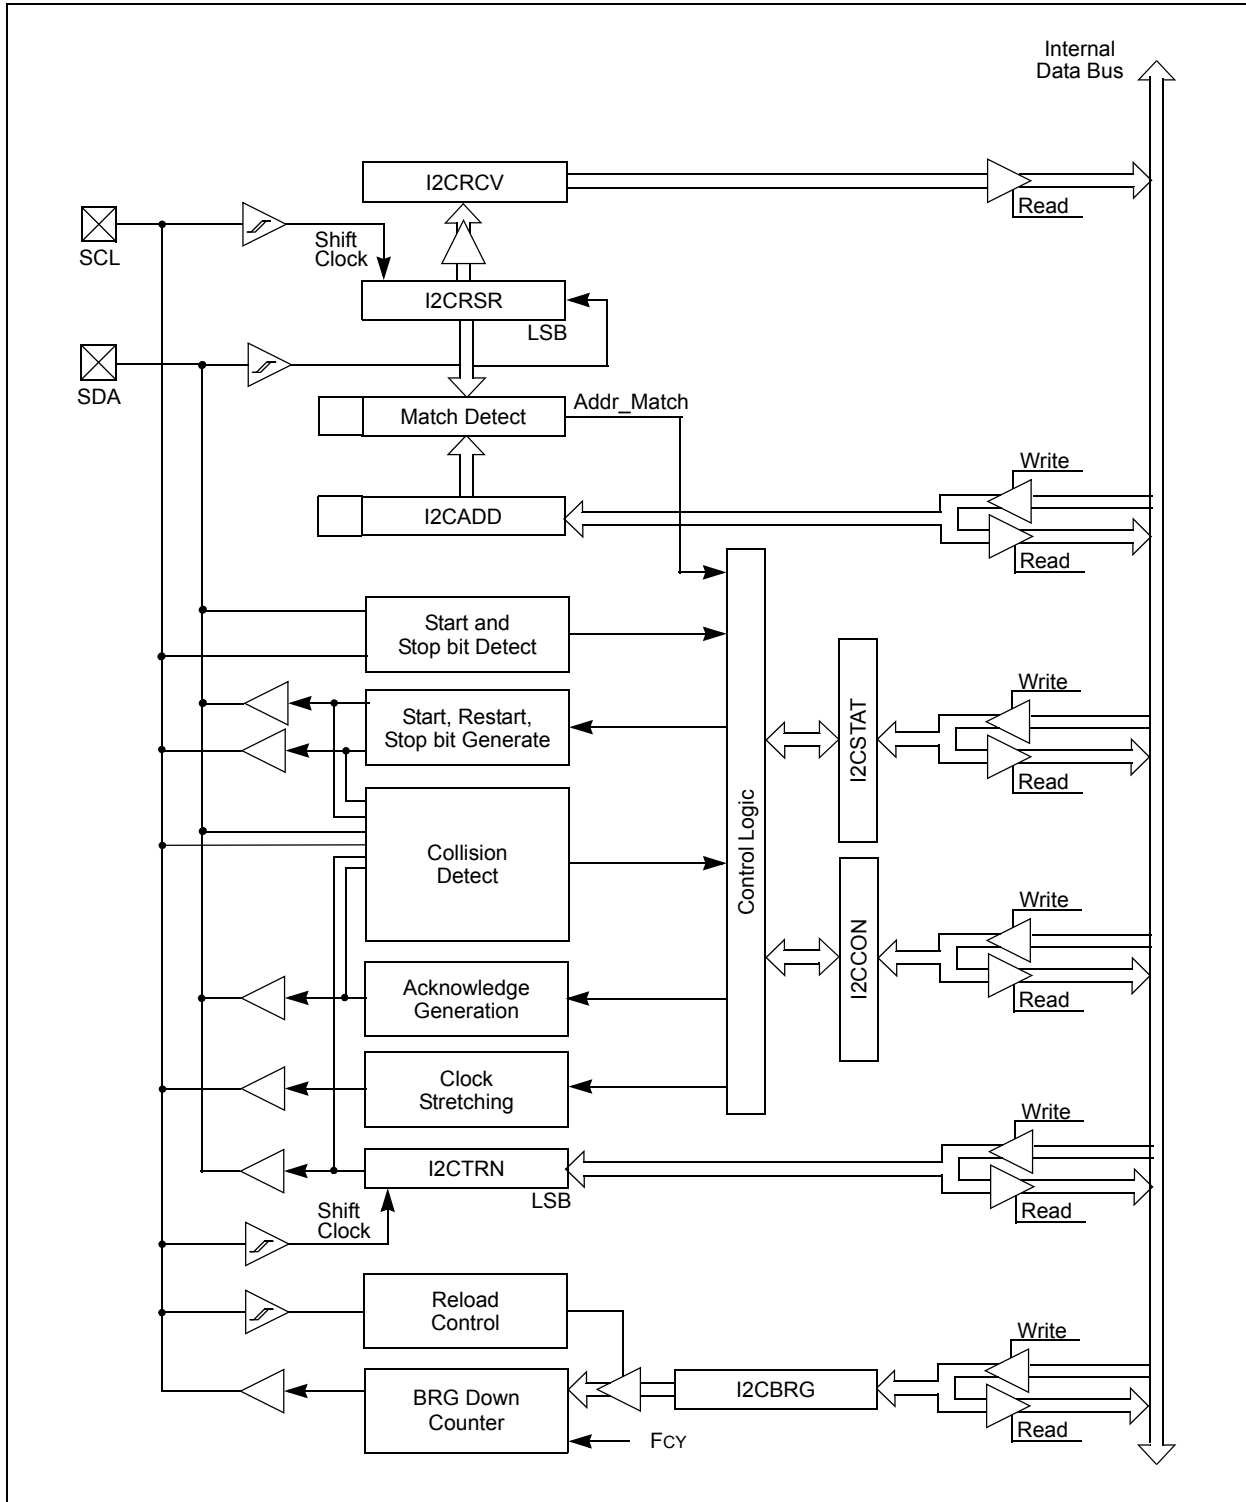 Internal
Data Bus
I2CRCV
Read
SCL
Shift
Clock
I2CRSR
LSB
SDA
Match Detect
Addr_Match
Write
I2CADD
Read
Start and
Stop bit Detect
Start, Restart,
Stop bit Generate
Write
I2CSTAT
Read
Control Logic
Collision
Detect
Write
I2CCON
Read
Acknowledge
Generation
Clock
Stretching
Write
I2CTRN
LSB
Read
Shift
Clock
Reload
Control
Write
I2CBRG
BRG Down
Counter
Read
FCY